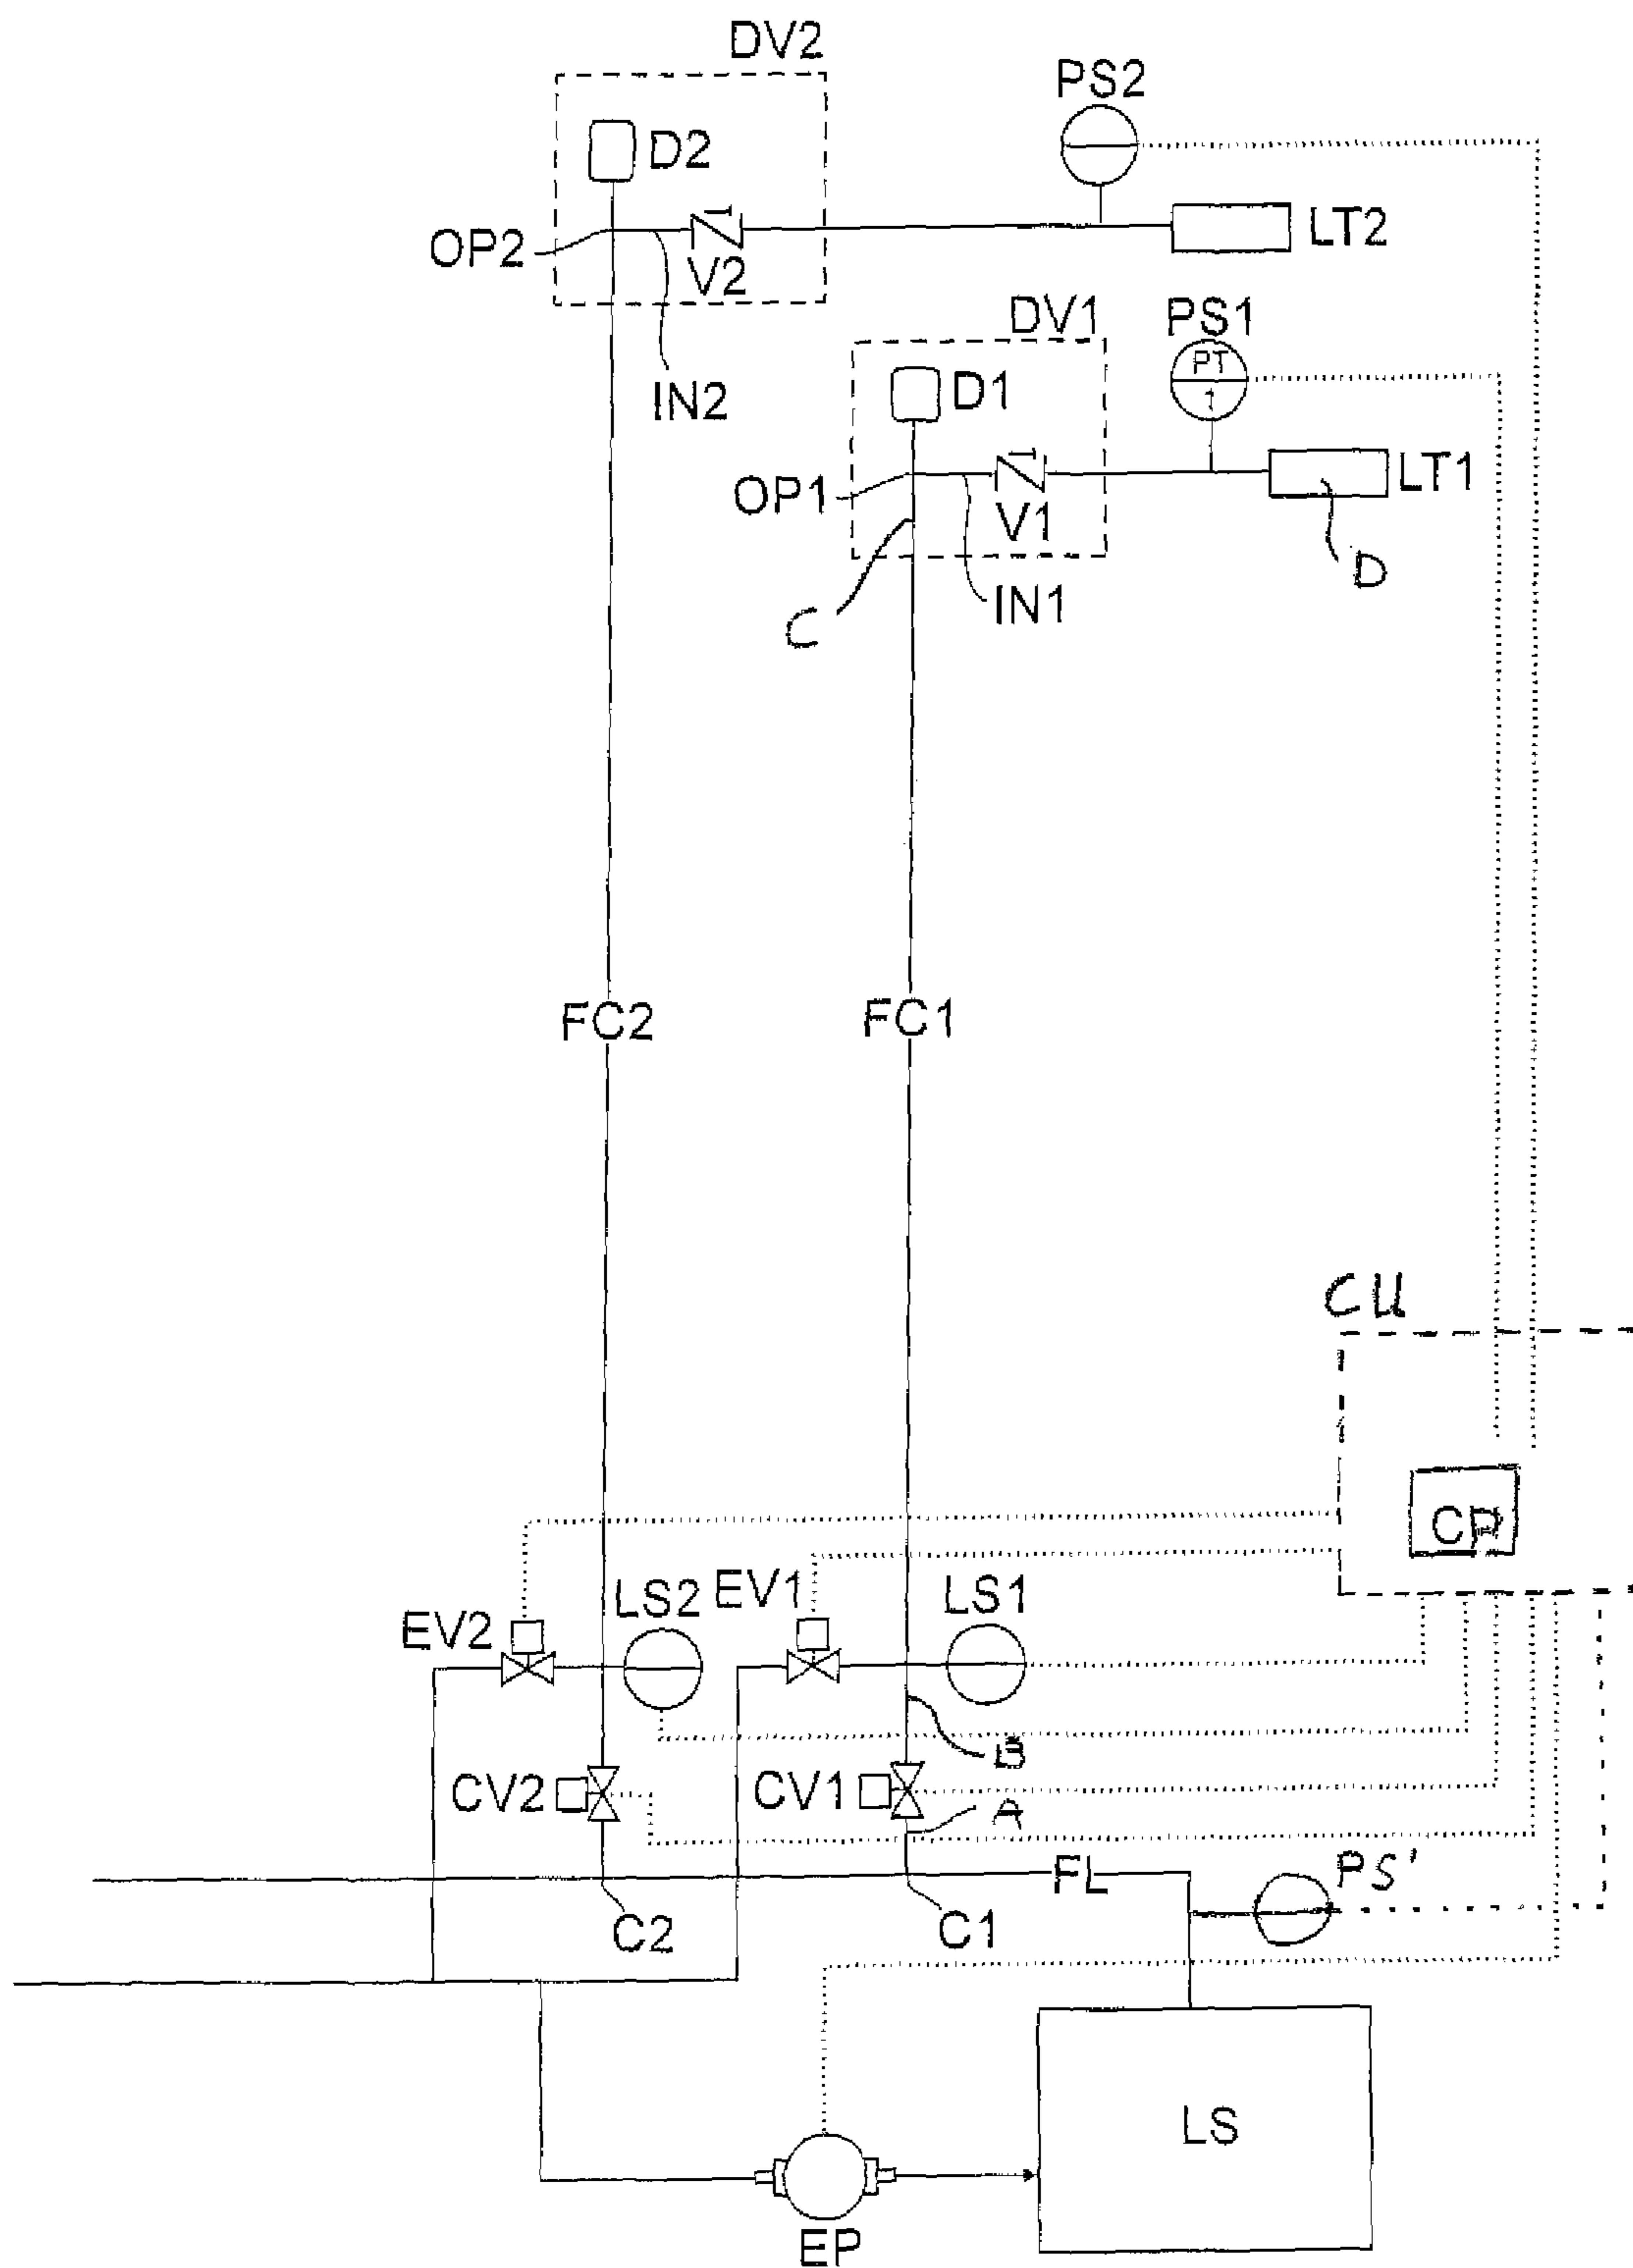 DV2
PS2
D2
LT2
OP2
V2
DV1
PS1
PT
1
IN2
D1
OP1
LT1
V1
D
IN1
C
FC2
FC1
CU
CP
EV1
LS1
LS2
EV2
B
CV2
CV1
A
FL
PS'
C2
C1
LS
EP